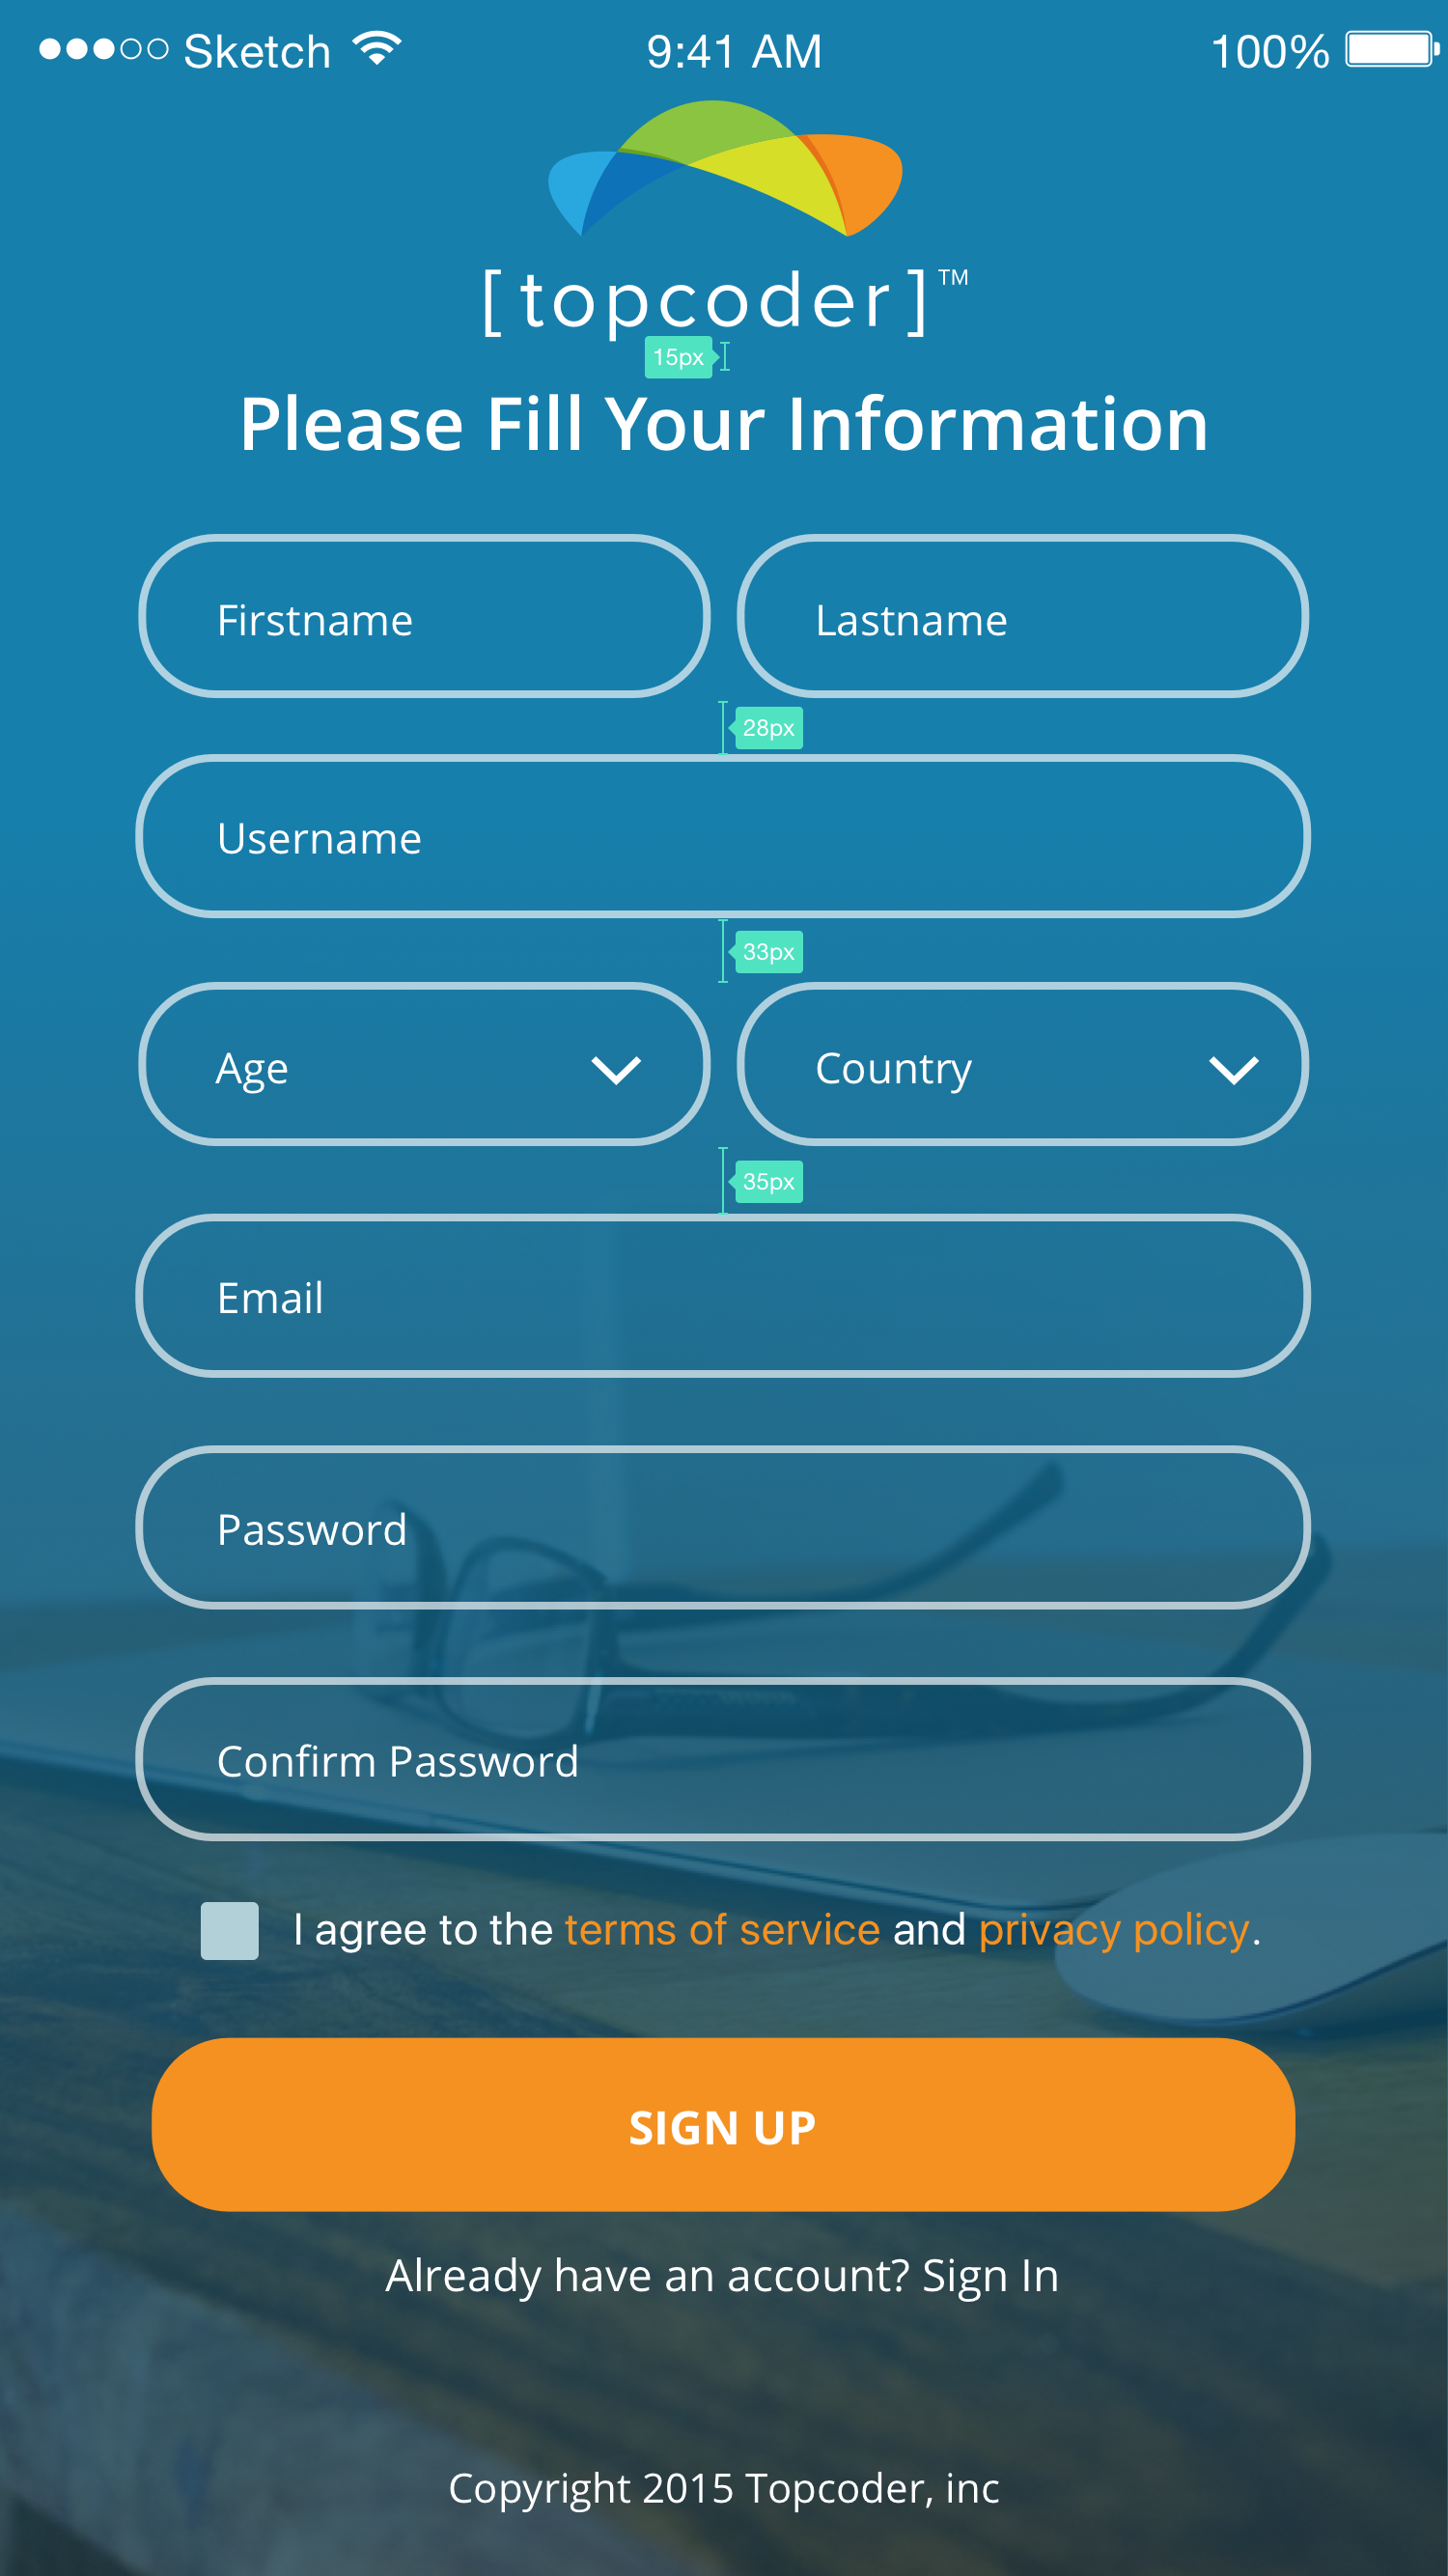 Sketch 9:41 AM 100%
[ topcoder ]™
15px
Please Fill Your Information
Firstname Lastname
28px
Username
33px
Age Country
35px
Email
Password
Confirm Password
I agree to the terms of service and privacy policy.
SIGN UP
Already have an account? Sign In
Copyright 2015 Topcoder, inc